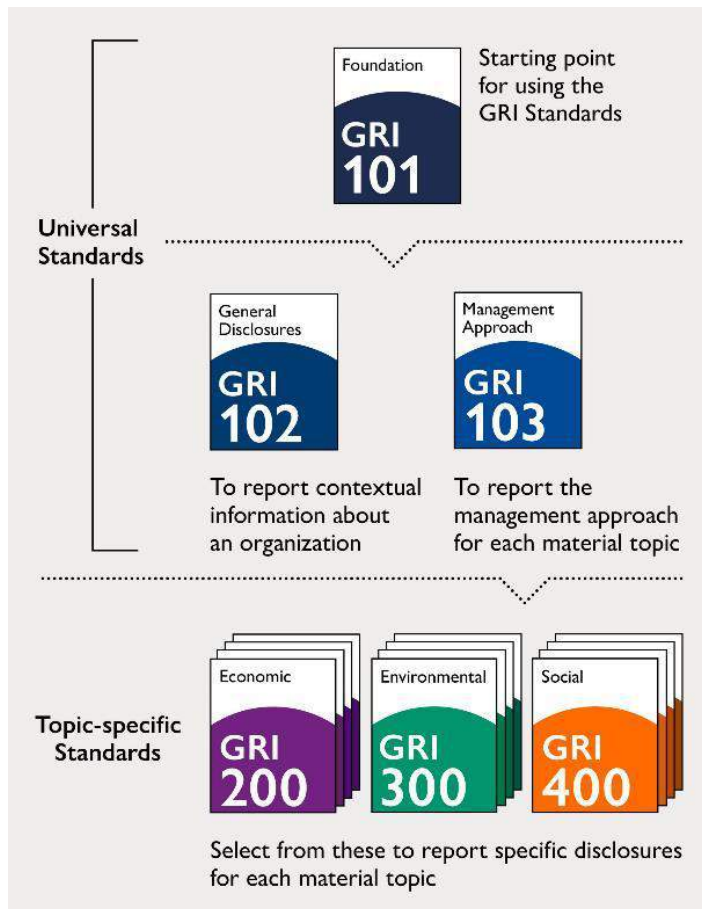 Foundation
GRI
101
Starting point
for using the
GRI Standards
Universal
Standards
General
Disclosures
GRI
102
Management
Approach
GRI
103
To report contextual
information about
an organization
To report the
management approach
for each material topic
Topic-specific
Standards
Economic
GRI
200
Environmental
GRI
300
Social
GRI
400
Select from these to report specific disclosures
for each material topic